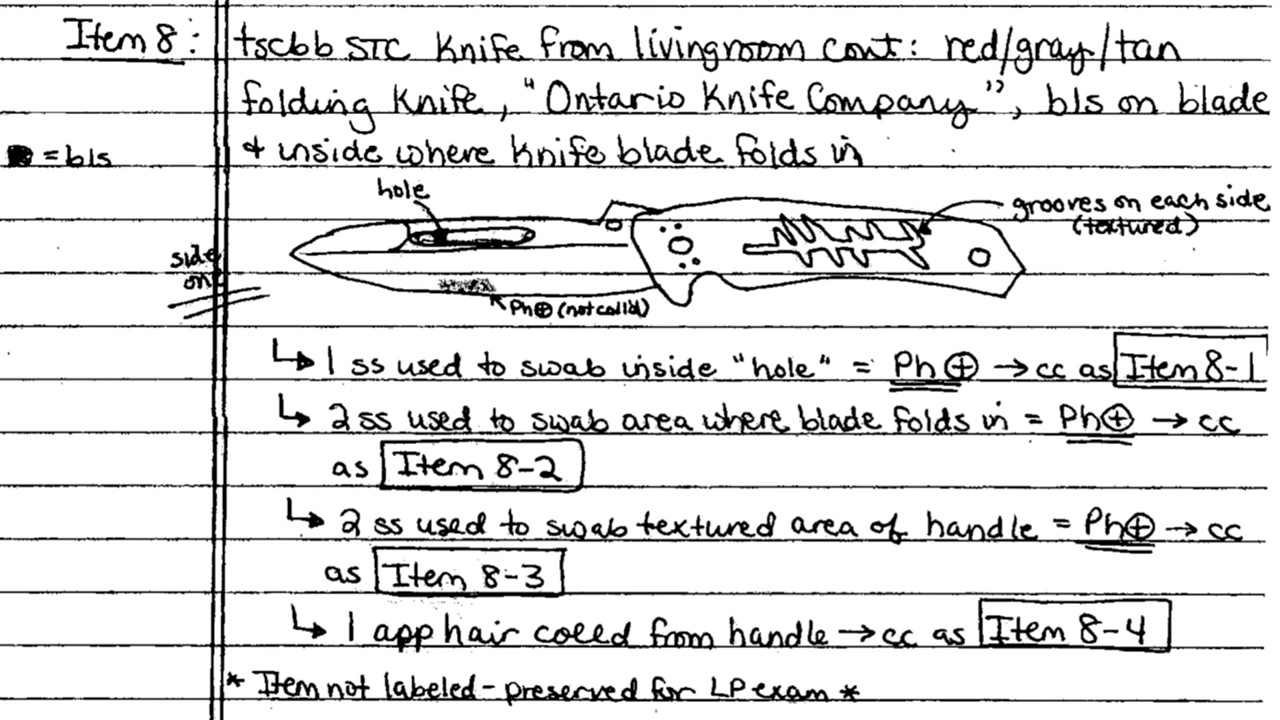 Item 8: tscbb STC Knife from livingroom cont: red/gray/tan
folding Knife, "Ontario Knife Company", bls on blade
= bls & inside where knife blade folds in
hole
grooves on each side
(textured)
side
on
Ph⊕ (not coll'd)
↳ 1 ss used to swab inside "hole" = Ph⊕ → cc as Item 8-1
↳ 2 ss used to swab area where blade folds in = Ph⊕ → cc
as Item 8-2
↳ 2 ss used to swab textured area of handle = Ph⊕ → cc
as Item 8-3
↳ 1 app hair coll'd from handle → cc as Item 8-4
* Item not labeled - preserved for LP exam *